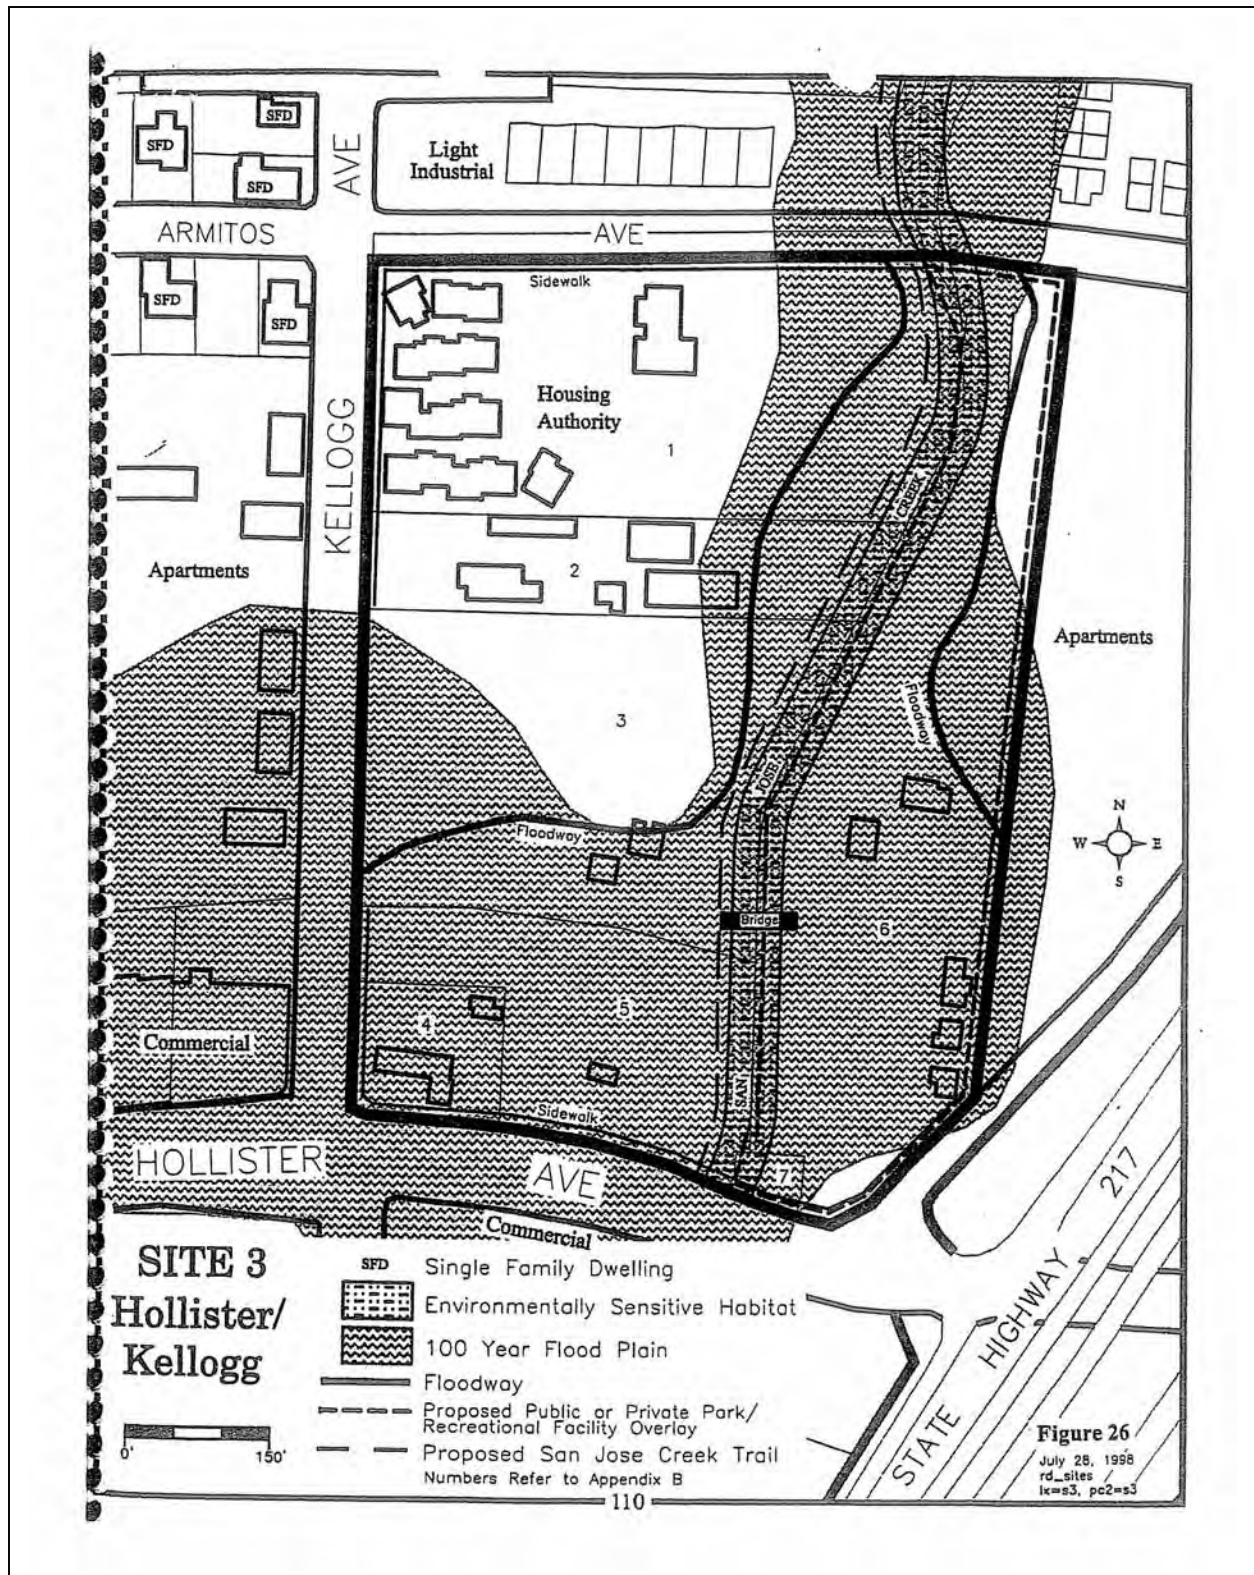 SFD
SFD
SFD
AVE
Light
Industrial
ARMITOS
AVE
Sidewalk
SFD
SFD
KELLOGG
Housing
Authority
1
CREEK
2
Apartments
Apartments
3
Floodway
JOSE
Floodway
N
W
E
S
Bridge
6
5
4
Commercial
SAN
Sidewalk
HOLLISTER
AVE
7
217
Commercial
SITE 3
Hollister/
Kellogg
SFD Single Family Dwelling
Environmentally Sensitive Habitat
100 Year Flood Plain
Floodway
Proposed Public or Private Park/
Recreational Facility Overlay
Proposed San Jose Creek Trail
Numbers Refer to Appendix B
0' 150'
STATE HIGHWAY
Figure 26
July 28, 1998
rd_sites
lx=s3, pc2=s3
110